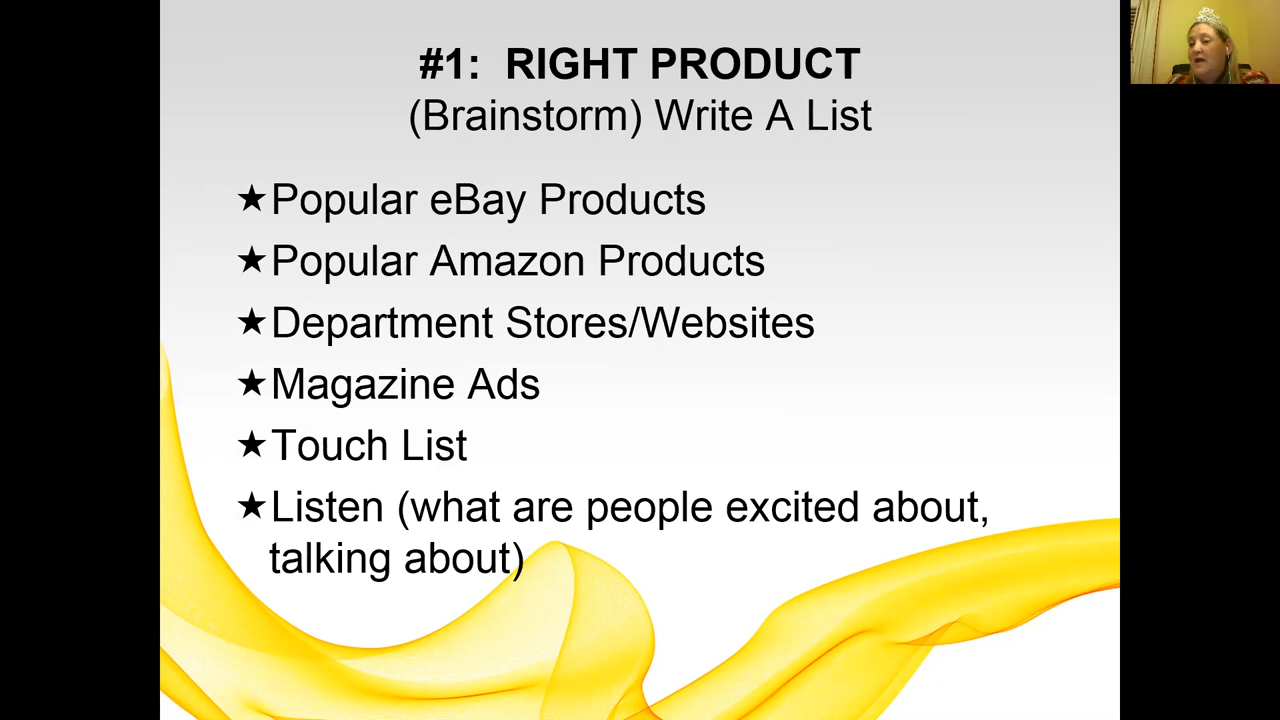 #1:  RIGHT PRODUCT
(Brainstorm) Write A List
★Popular eBay Products
★Popular Amazon Products
★Department Stores/Websites
★Magazine Ads
★Touch List
★Listen (what are people excited about,
talking about)